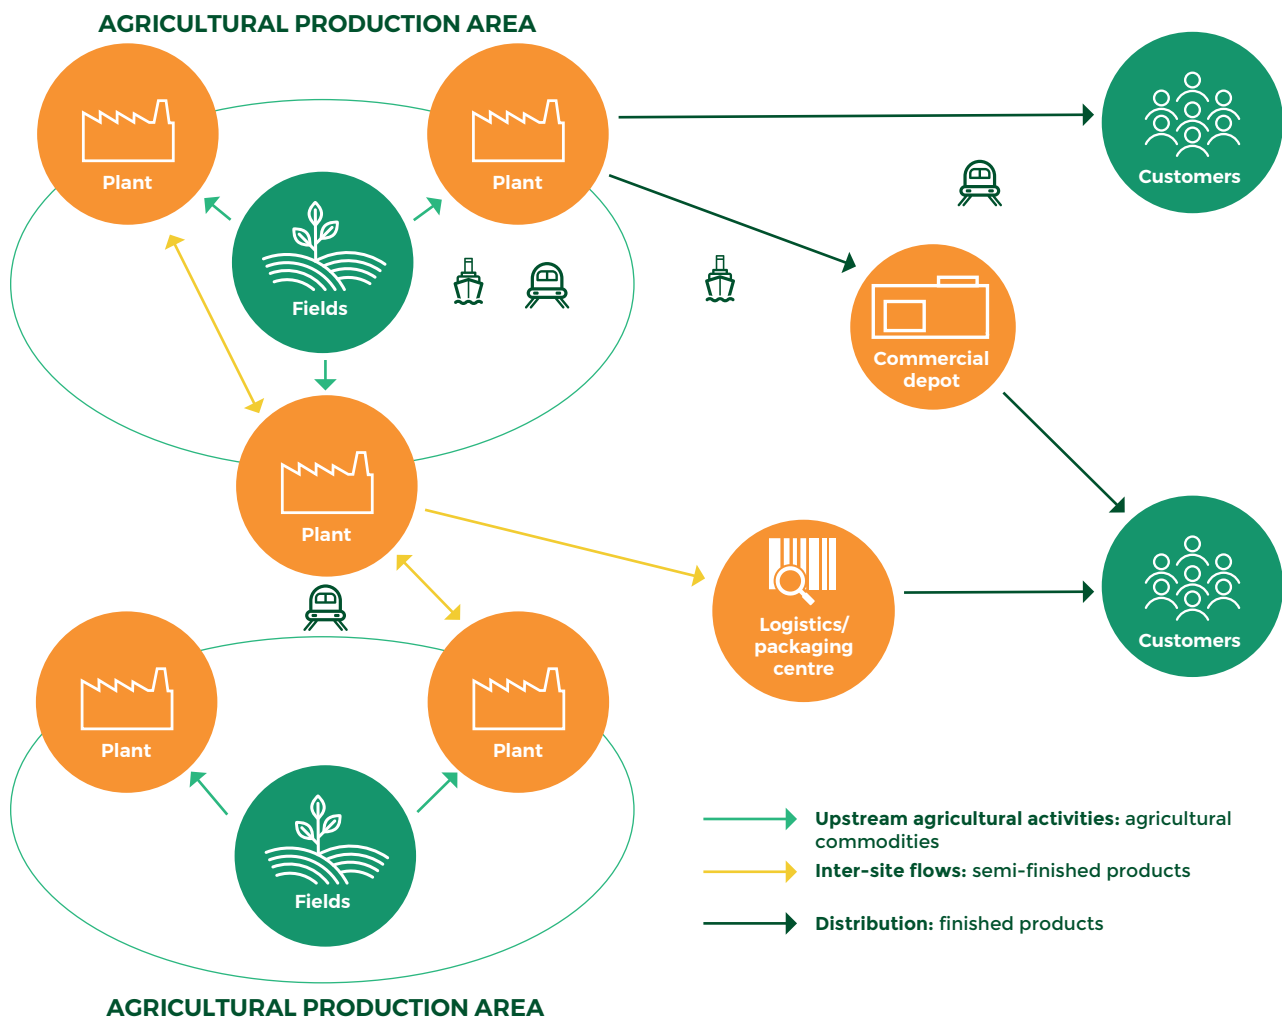 AGRICULTURAL PRODUCTION AREA
Plant
Plant
Customers
Fields
Commercial
depot
Plant
Logistics/
packaging
centre
Customers
Plant
Plant
Fields
Upstream agricultural activities: agricultural
commodities
Inter-site flows: semi-finished products
Distribution: finished products
AGRICULTURAL PRODUCTION AREA